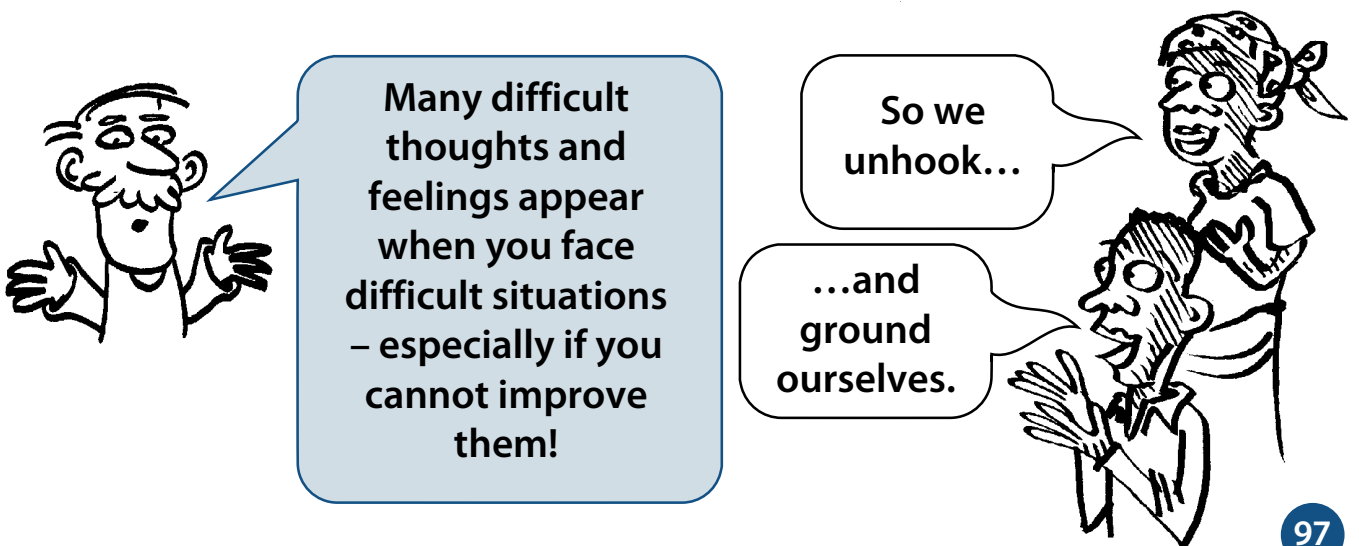 Many difficult
thoughts and
feelings appear
when you face
difficult situations
– especially if you
cannot improve
them!
So we
unhook…
…and
ground
ourselves.
97